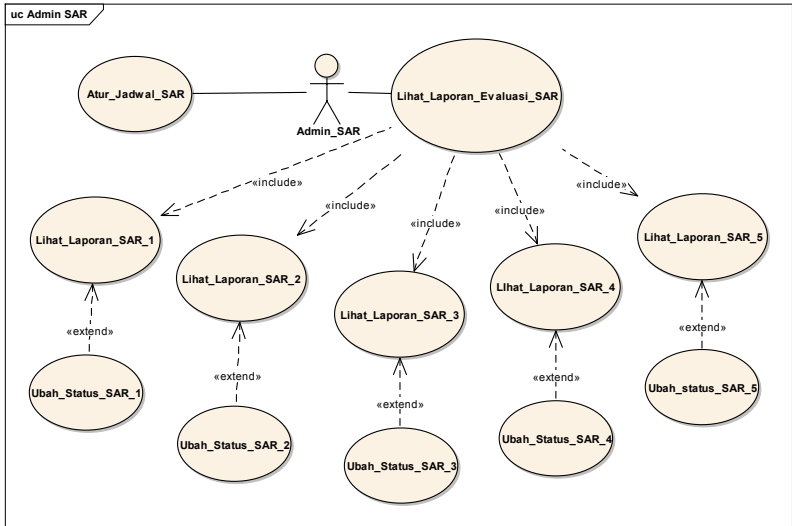 uc Admin SAR
Atur_Jadwal_SAR
Admin_SAR
Lihat_Laporan_Evaluasi_SAR
«include»
«include»
«include»
«include»
«include»
Lihat_Laporan_SAR_1
Lihat_Laporan_SAR_2
Lihat_Laporan_SAR_3
LIhat_Laporan_SAR_4
Lihat_Laporan_SAR_5
«extend»
«extend»
«extend»
«extend»
«extend»
Ubah_Status_SAR_1
Ubah_Status_SAR_2
Ubah_Status_SAR_3
Ubah_Status_SAR_4
Ubah_status_SAR_5